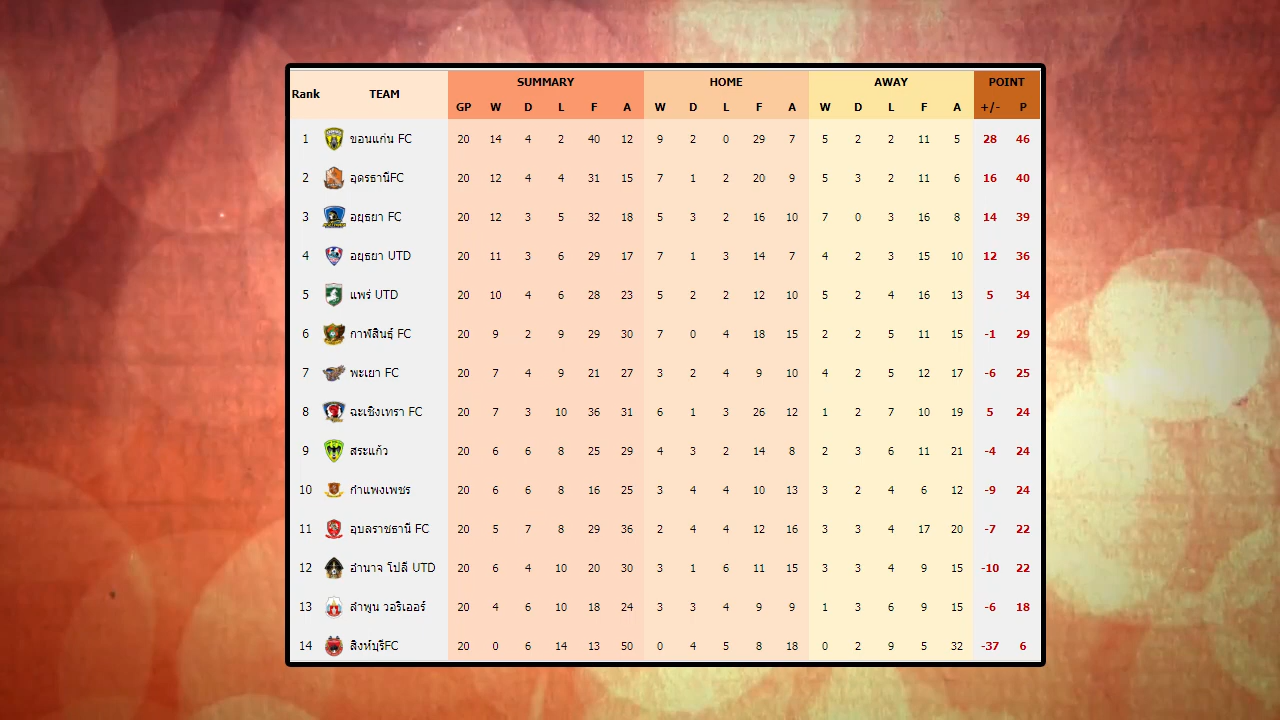 SUMMARY HOME AWAY POINT
Rank TEAM
GP W D L F A W D L F A W D L F A +/- P
1 ขอนแก่น FC 20 14 4 2 40 12 9 2 0 29 7 5 2 2 11 5 28 46
2 อุดรธานีFC 20 12 4 4 31 15 7 1 2 20 9 5 3 2 11 6 16 40
3 อยุธยา FC 20 12 3 5 32 18 5 3 2 16 10 7 0 3 16 8 14 39
4 อยุธยา UTD 20 11 3 6 29 17 7 1 3 14 7 4 2 3 15 10 12 36
5 แพร่ UTD 20 10 4 6 28 23 5 2 2 12 10 5 2 4 16 13 5 34
6 กาฬสินธุ์ FC 20 9 2 9 29 30 7 0 4 18 15 2 2 5 11 15 -1 29
7 พะเยา FC 20 7 4 9 21 27 3 2 4 9 10 4 2 5 12 17 -6 25
8 ฉะเชิงเทรา FC 20 7 3 10 36 31 6 1 3 26 12 1 2 7 10 19 5 24
9 สระแก้ว 20 6 6 8 25 29 4 3 2 14 8 2 3 6 11 21 -4 24
10 กำแพงเพชร 20 6 6 8 16 25 3 4 4 10 13 3 2 4 6 12 -9 24
11 อุบลราชธานี FC 20 5 7 8 29 36 2 4 4 12 16 3 3 4 17 20 -7 22
12 อำนาจ โปลี UTD 20 6 4 10 20 30 3 1 6 11 15 3 3 4 9 15 -10 22
13 ลำพูน วอริเออร์ 20 4 6 10 18 24 3 3 4 9 9 1 3 6 9 15 -6 18
14 สิงห์บุรีFC 20 0 6 14 13 50 0 4 5 8 18 0 2 9 5 32 -37 6